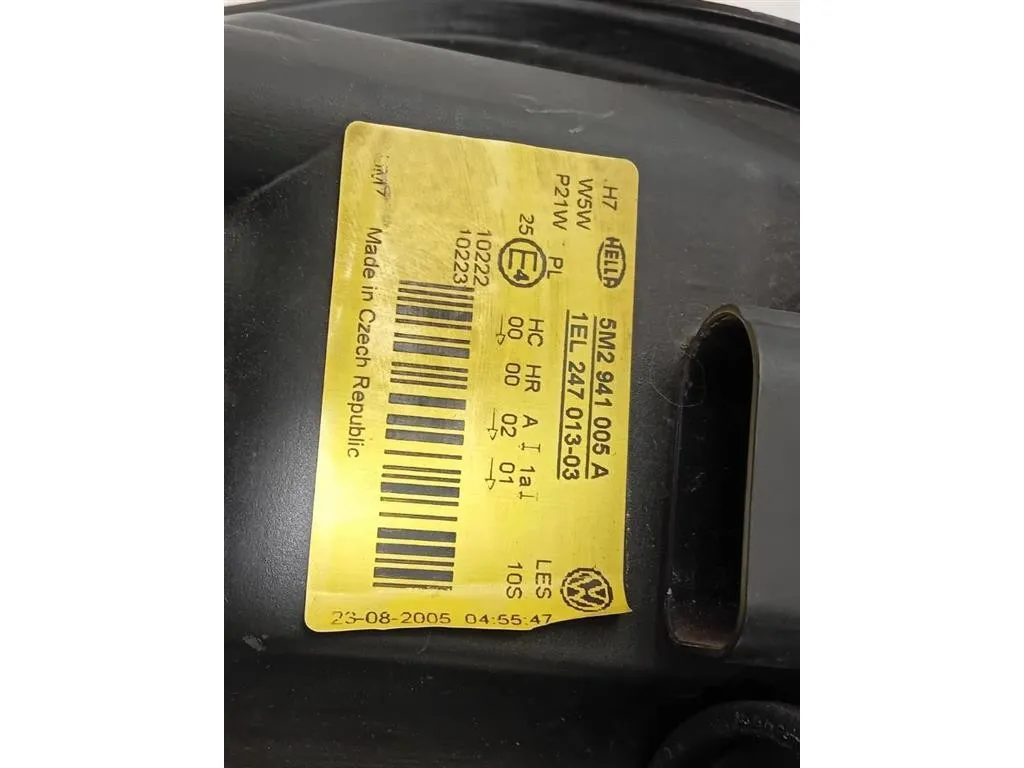 HELLA
5M2 941 005 A
1EL 247 013-03
H7
W5W
P21W
PL
HC HR A 1a
25 E4
00 00 02 01
10222
10223
LES
10S
Made in Czech Republic
23-08-2005 04:55:47